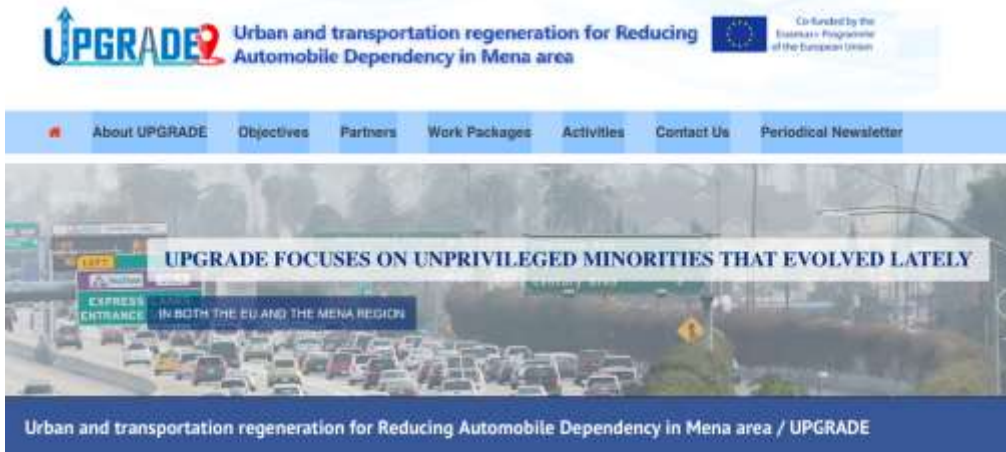 UPGRADE
Urban and transportation regeneration for Reducing
Automobile Dependency in Mena area
Co-funded by the
Erasmus+ Programme
of the European Union
About UPGRADE Objectives Partners Work Packages Activities Contact Us Periodical Newsletter
UPGRADE FOCUSES ON UNPRIVILEGED MINORITIES THAT EVOLVED LATELY
LEFT
EXPRESS
ENTRANCE
IN BOTH THE EU AND THE MENA REGION
Urban and transportation regeneration for Reducing Automobile Dependency in Mena area / UPGRADE